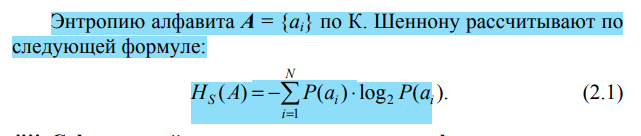 Энтропию алфавита A = {aᵢ} по К. Шеннону рассчитывают по
следующей формуле:
H_S(A) = −∑_{i=1}^{N} P(aᵢ) · log₂ P(aᵢ). (2.1)